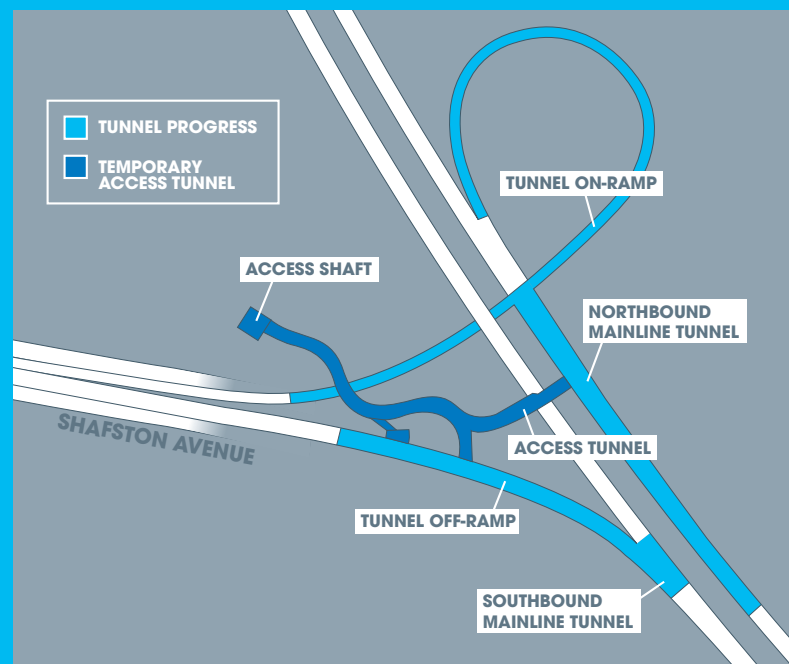 TUNNEL PROGRESS
TEMPORARY
ACCESS TUNNEL
TUNNEL ON-RAMP
ACCESS SHAFT
NORTHBOUND
MAINLINE TUNNEL
SHAFSTON AVENUE
ACCESS TUNNEL
TUNNEL OFF-RAMP
SOUTHBOUND
MAINLINE TUNNEL